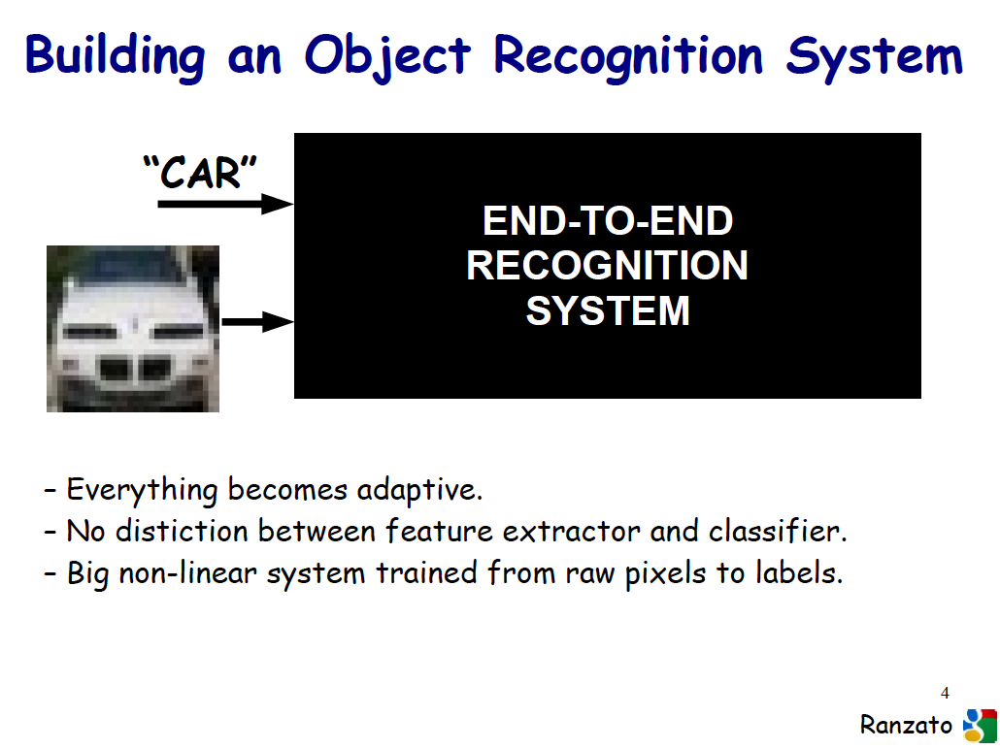 Building an Object Recognition System
“CAR”
END-TO-END
RECOGNITION
SYSTEM
– Everything becomes adaptive.
– No distiction between feature extractor and classifier.
– Big non-linear system trained from raw pixels to labels.
4
Ranzato